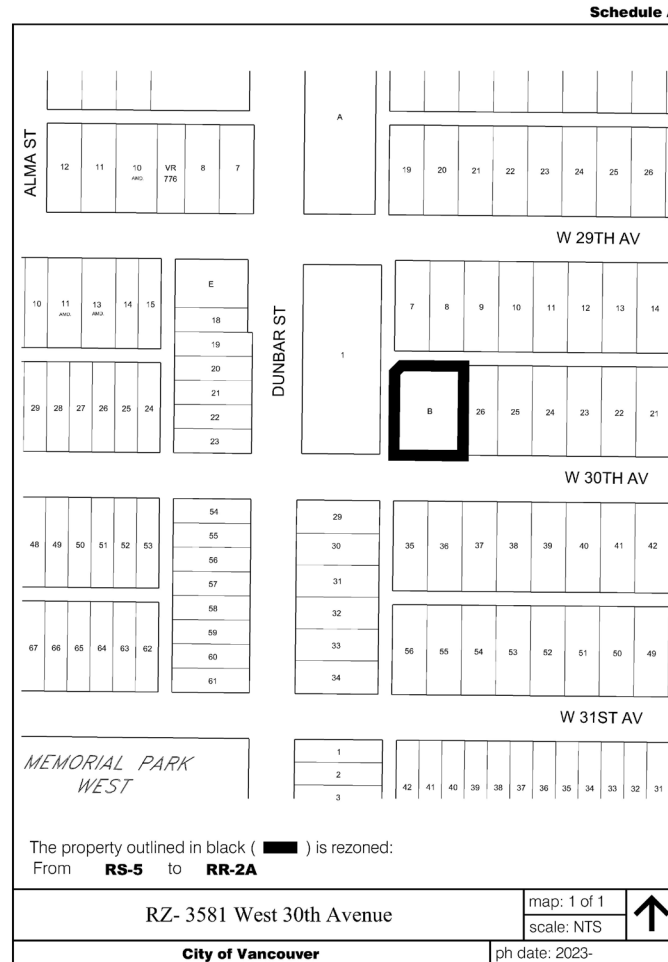 Schedule
A
ALMA ST
12 11 10 VR 8 7
AMD. 776
19 20 21 22 23 24 25 26
W 29TH AV
10 11 13 14 15
AMD. AMD.
E
18
19
20
21
22
23
DUNBAR ST
1
7 8 9 10 11 12 13 14
29 28 27 26 25 24
B 26 25 24 23 22 21
W 30TH AV
48 49 50 51 52 53
54
55
56
57
58
59
60
61
29
30
31
32
33
34
35 36 37 38 39 40 41 42
67 66 65 64 63 62
56 55 54 53 52 51 50 49
W 31ST AV
MEMORIAL PARK
WEST
1
2
3
42 41 40 39 38 37 36 35 34 33 32 31
The property outlined in black ( ) is rezoned:
From RS-5 to RR-2A
RZ- 3581 West 30th Avenue
map: 1 of 1
scale: NTS
City of Vancouver
ph date: 2023-